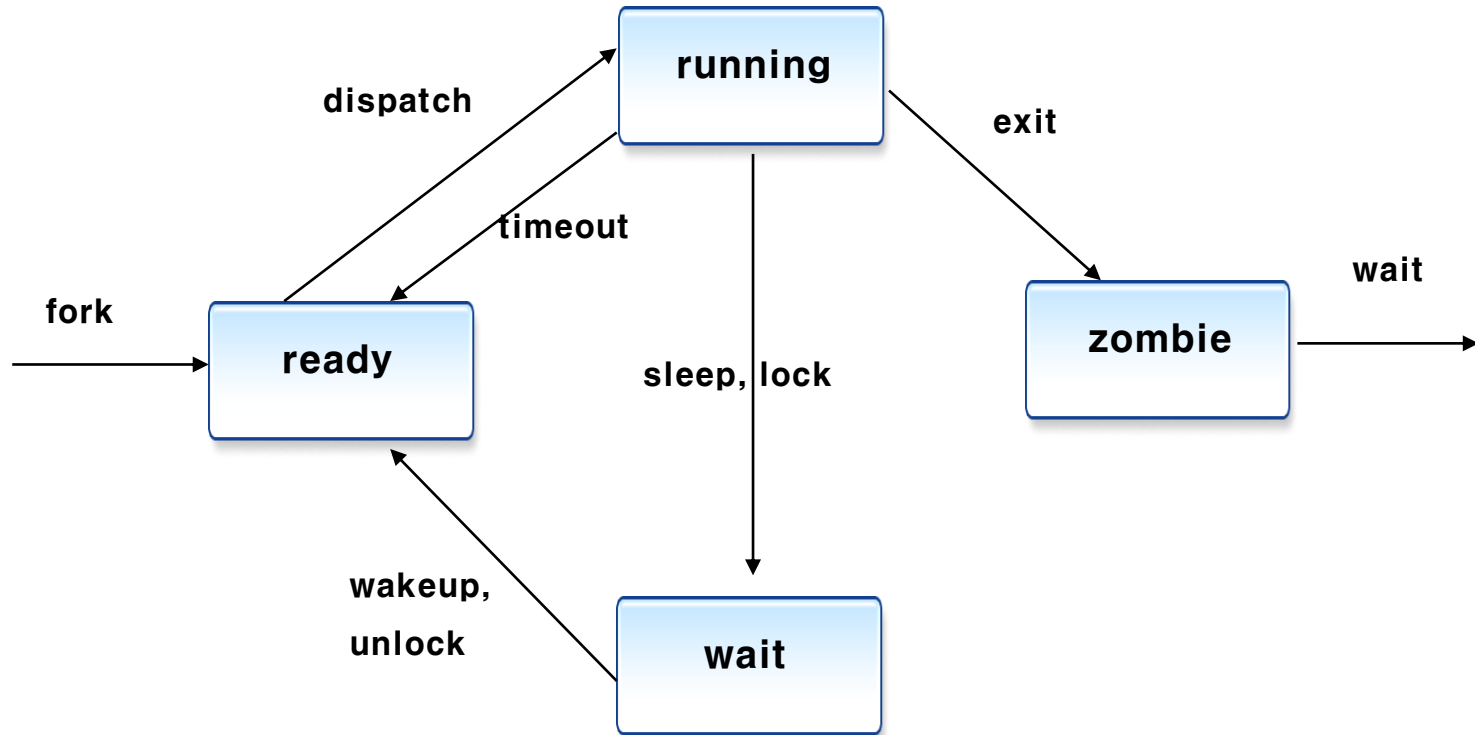 running
dispatch
exit
timeout
wait
fork
zombie
ready
sleep, lock
wakeup,
unlock
wait